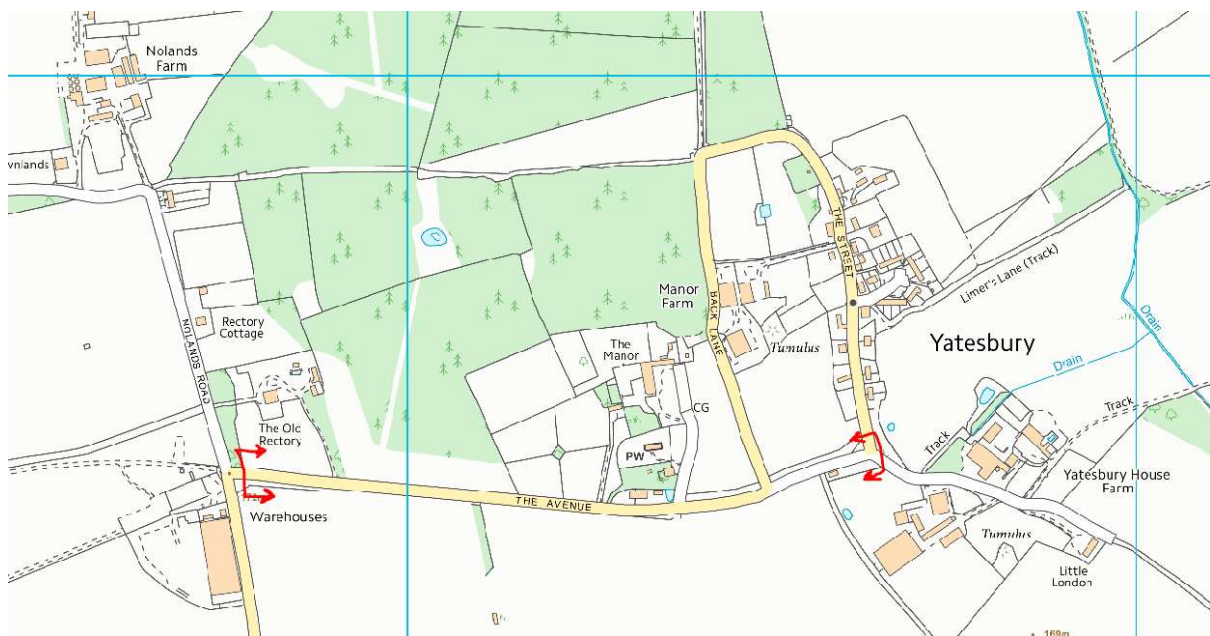 Nolands
Farm
wnlands
NOLANDS ROAD
Rectory
Cottage
The Old
Rectory
Warehouses
THE AVENUE
The
Manor
PW
CG
Manor
Farm
BACK LANE
Tumulus
THE STREET
Limer's Lane (Track)
Yatesbury
Drain
Drain
Track
Track
Yatesbury House
Farm
Tumulus
Little
London
169m